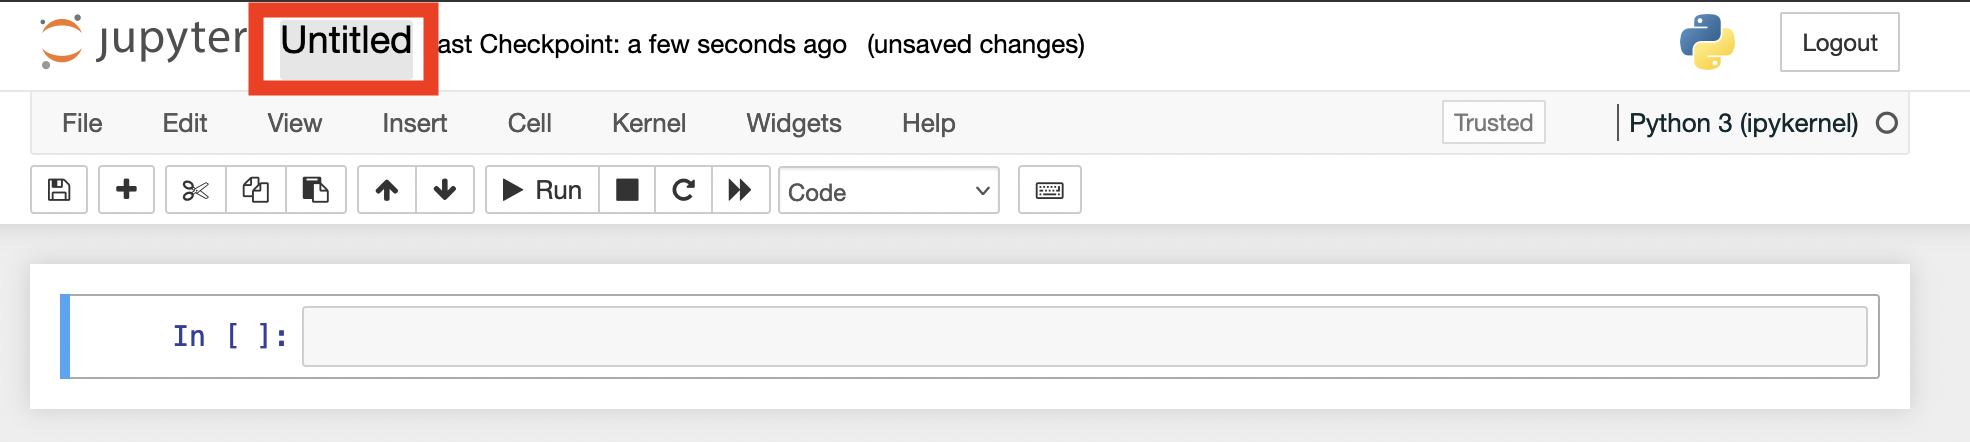 jupyter Untitled ast Checkpoint: a few seconds ago (unsaved changes) Logout
File Edit View Insert Cell Kernel Widgets Help Trusted Python 3 (ipykernel)
Run Code
In [ ]: